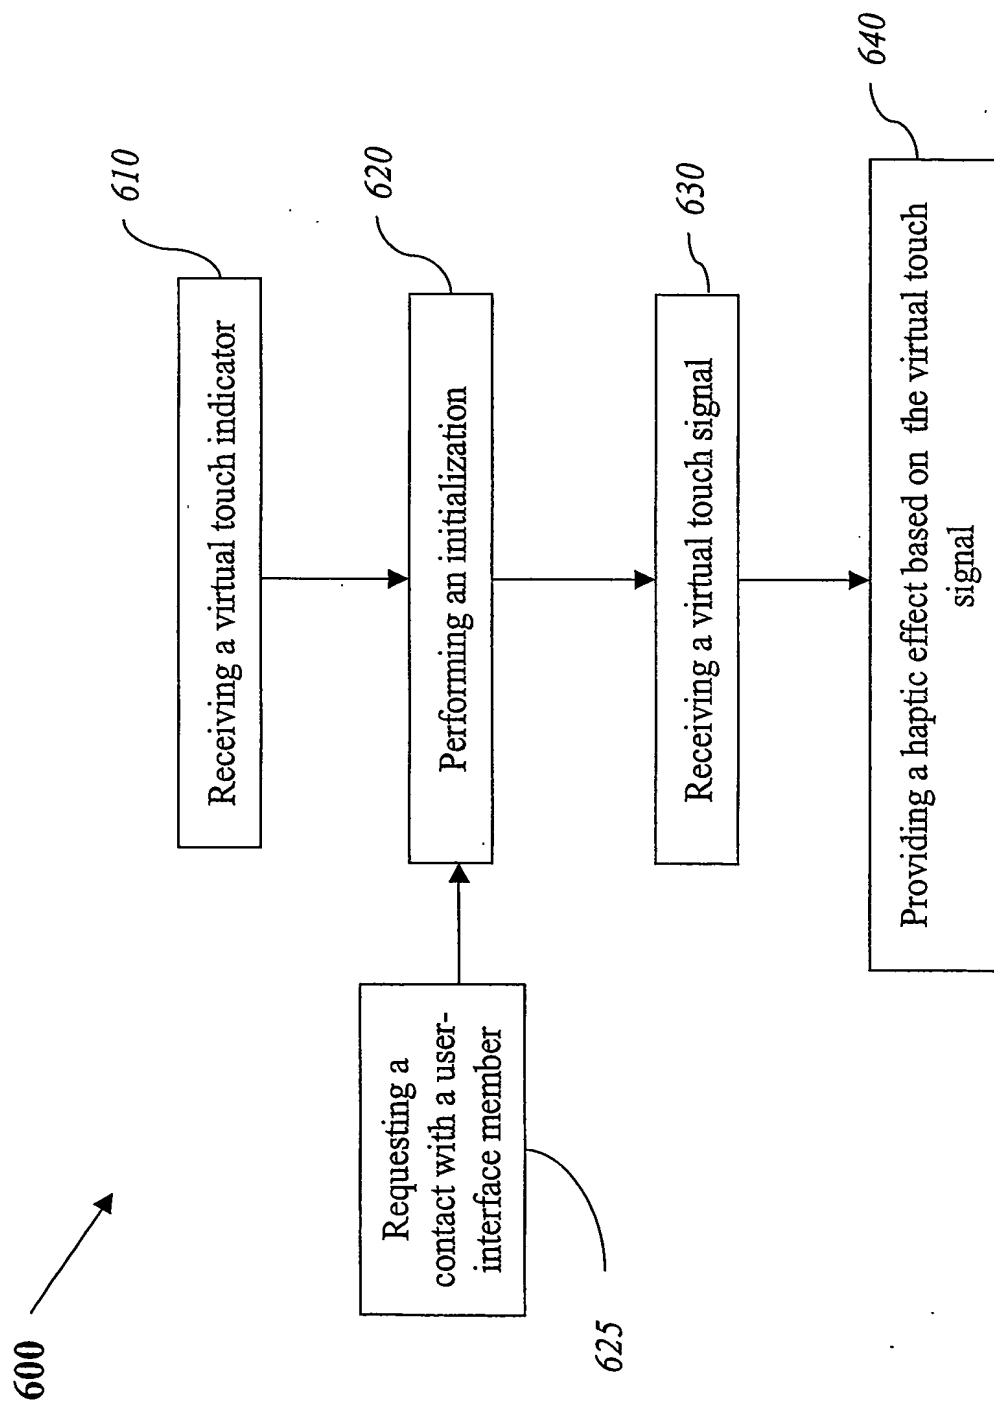 600
Receiving a virtual touch indicator
610
Performing an initialization
620
Requesting a
contact with a user-
interface member
625
Receiving a virtual touch signal
630
Providing a haptic effect based on the virtual touch
signal
640